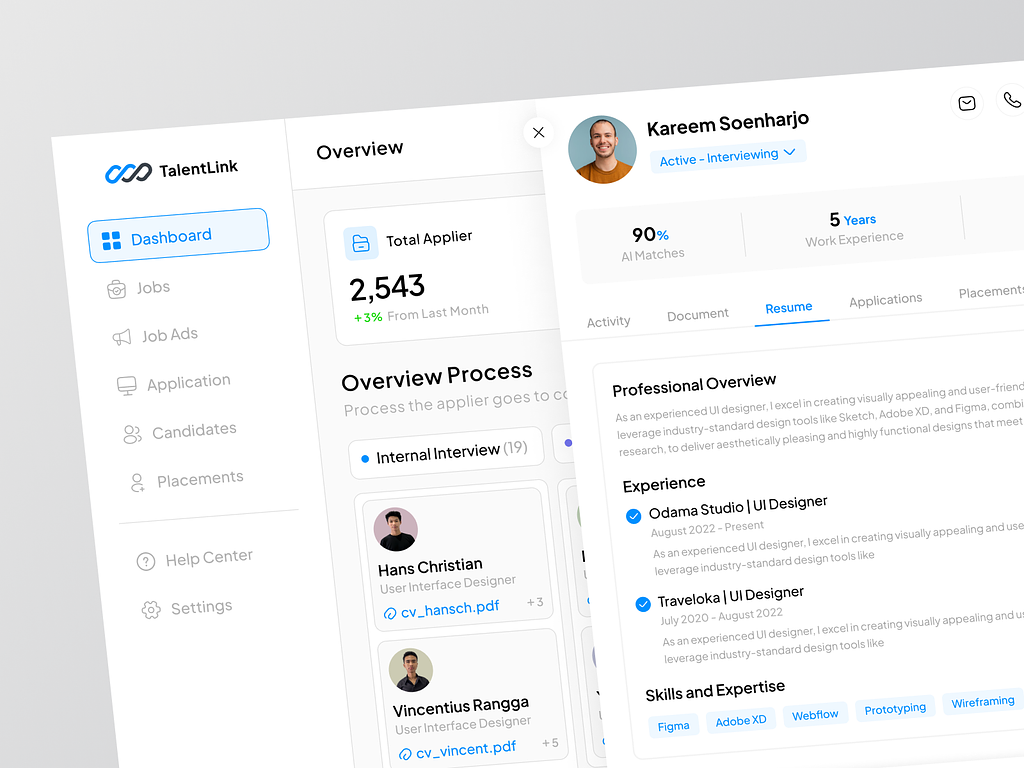 TalentLink
Dashboard
Jobs
Job Ads
Application
Candidates
Placements
Help Center
Settings
Overview
Total Applier
2,543
+3% From Last Month
Overview Process
Process the applier goes to
Internal Interview (19)
Hans Christian
User Interface Designer
cv_hansch.pdf +3
Vincentius Rangga
User Interface Designer
cv_vincent.pdf +5
Kareem Soenharjo
Active - Interviewing
90%
AI Matches
5 Years
Work Experience
Activity Document Resume Applications Placements
Professional Overview
As an experienced UI designer, I excel in creating visually appealing and
leverage industry-standard design tools like Sketch, Adobe XD, and Figma,
research, to deliver aesthetically pleasing and highly functional designs that meet
Experience
Odama Studio | UI Designer
August 2022 - Present
As an experienced UI designer, I excel in creating visually appealing and
leverage industry-standard design tools like
Traveloka | UI Designer
July 2020 - August 2022
As an experienced UI designer, I excel in creating visually appealing and
leverage industry-standard design tools like
Skills and Expertise
Figma Adobe XD Webflow Prototyping Wireframing